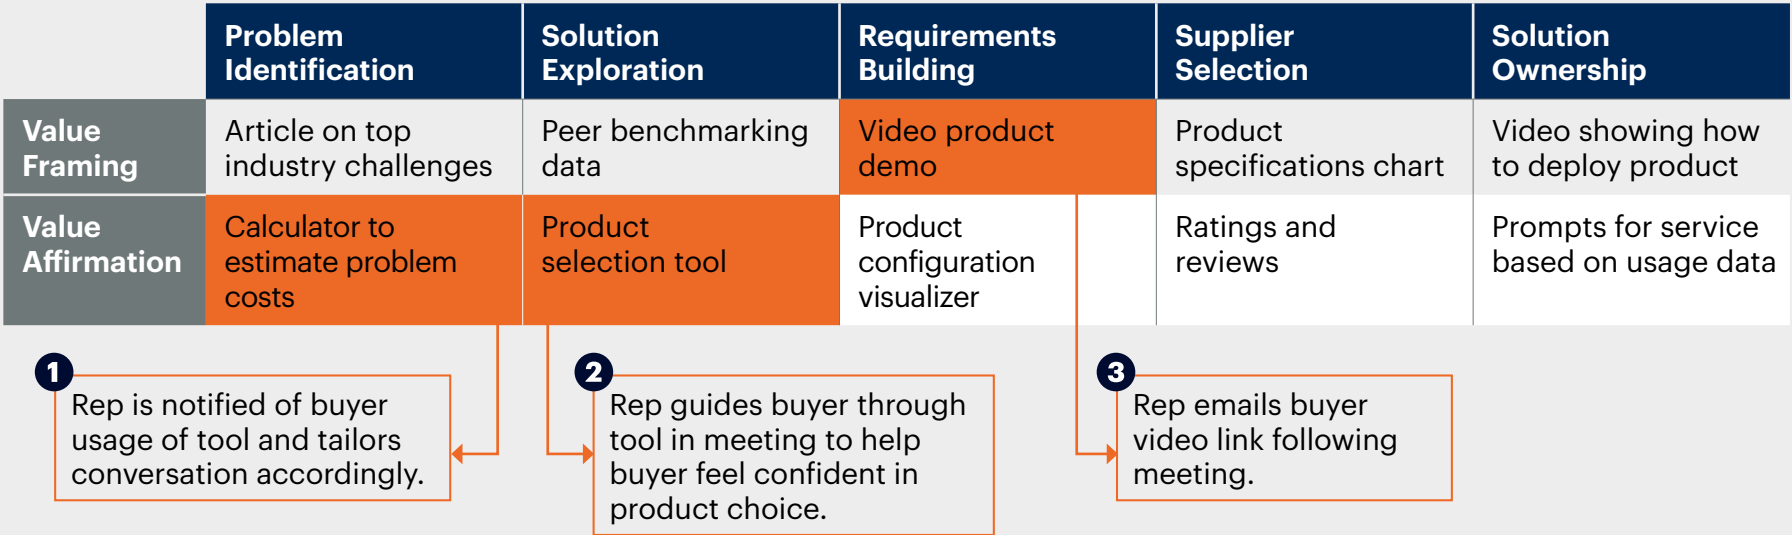 Problem
Identification
Solution
Exploration
Requirements
Building
Supplier
Selection
Solution
Ownership
Value
Framing
Article on top
industry challenges
Peer benchmarking
data
Video product
demo
Product
specifications chart
Video showing how
to deploy product
Value
Affirmation
Calculator to
estimate problem
costs
Product
selection tool
Product
configuration
visualizer
Ratings and
reviews
Prompts for service
based on usage data
1
Rep is notified of buyer
usage of tool and tailors
conversation accordingly.
2
Rep guides buyer through
tool in meeting to help
buyer feel confident in
product choice.
3
Rep emails buyer
video link following
meeting.